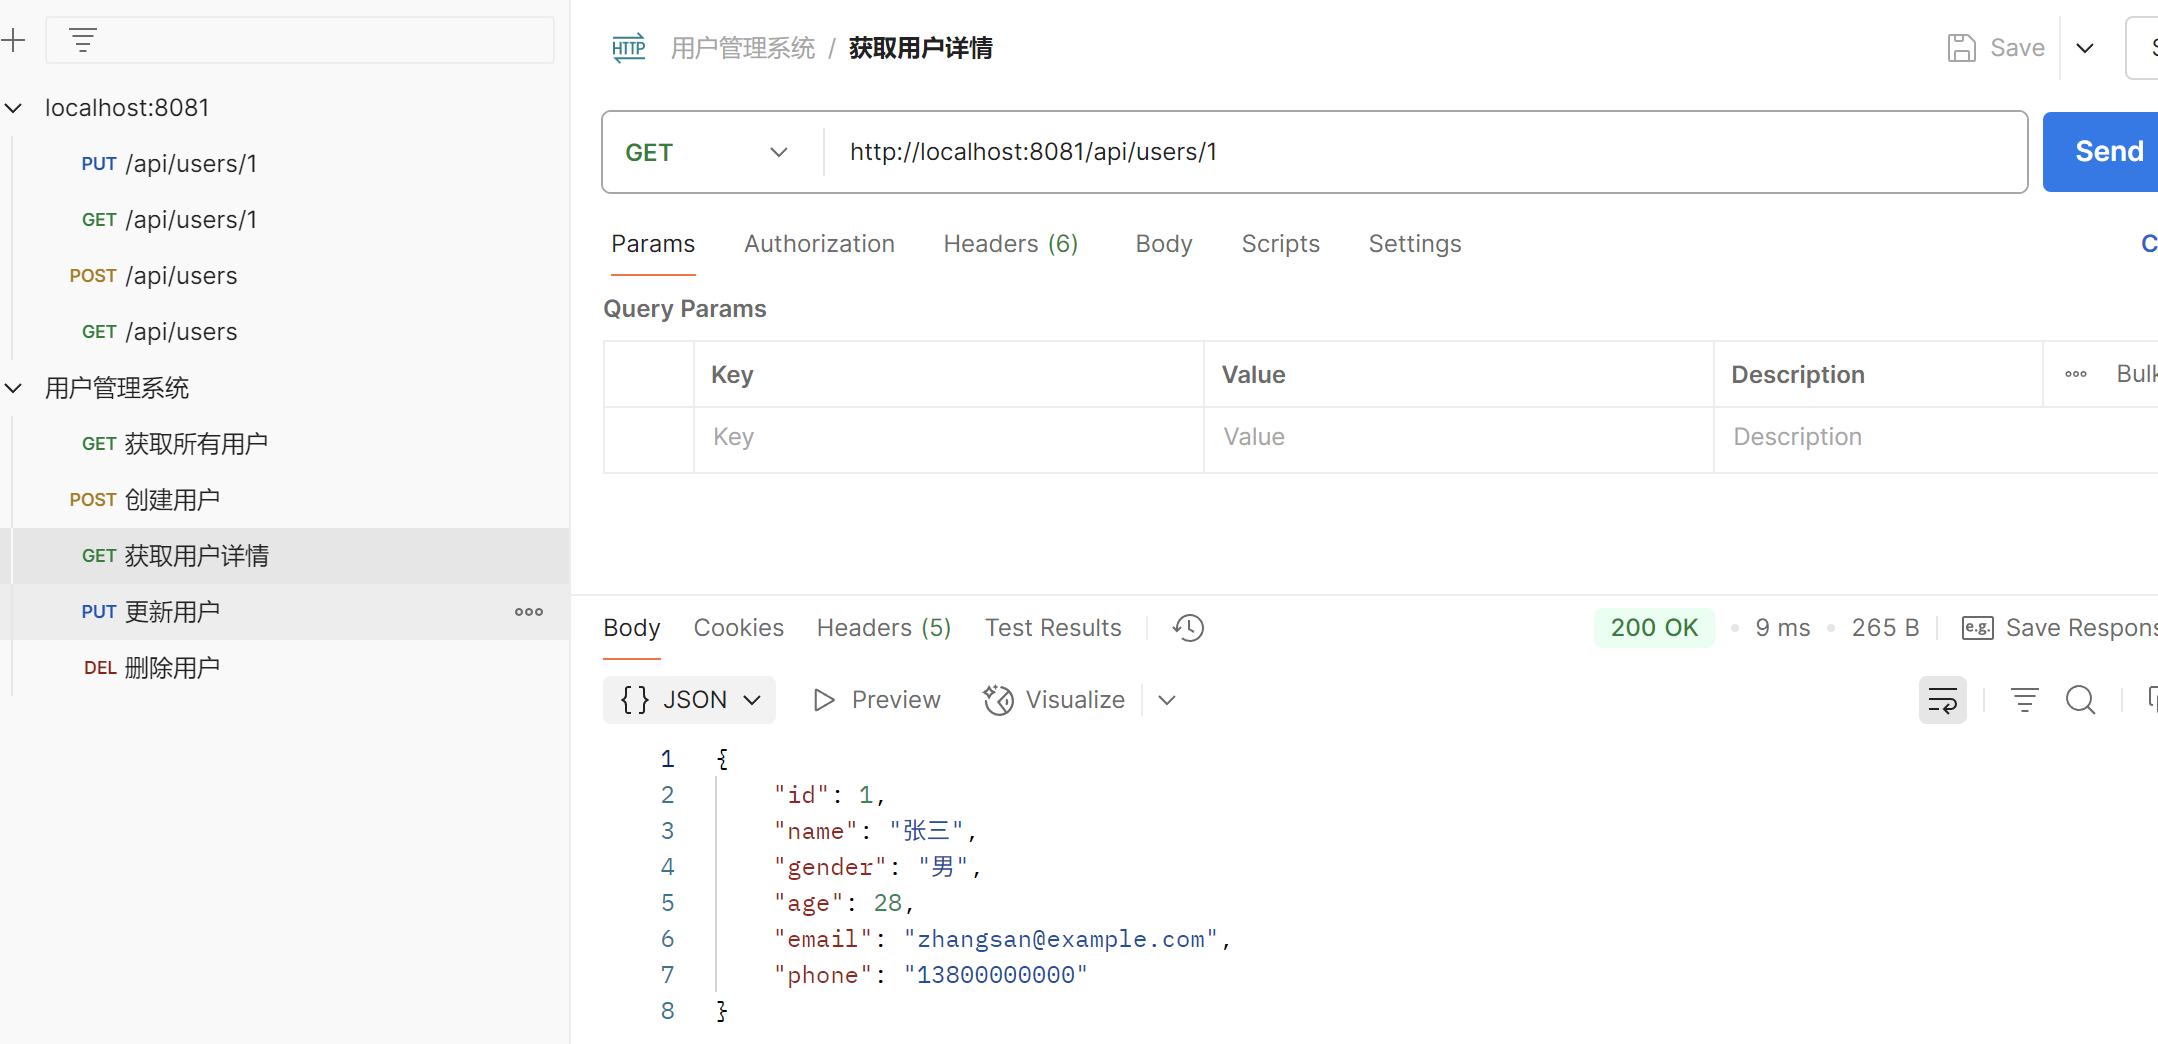 localhost:8081
PUT /api/users/1
GET /api/users/1
POST /api/users
GET /api/users
用户管理系统
GET 获取所有用户
POST 创建用户
GET 获取用户详情
PUT 更新用户
DEL 删除用户
HTTP 用户管理系统 / 获取用户详情
Save
GET http://localhost:8081/api/users/1
Send
Params Authorization Headers (6) Body Scripts Settings
Query Params
Key Value Description
Key Value Description
Body Cookies Headers (5) Test Results
200 OK 9 ms 265 B e.g. Save
{} JSON Preview Visualize
1 {
2 "id": 1,
3 "name": "张三",
4 "gender": "男",
5 "age": 28,
6 "email": "zhangsan@example.com",
7 "phone": "13800000000"
8 }